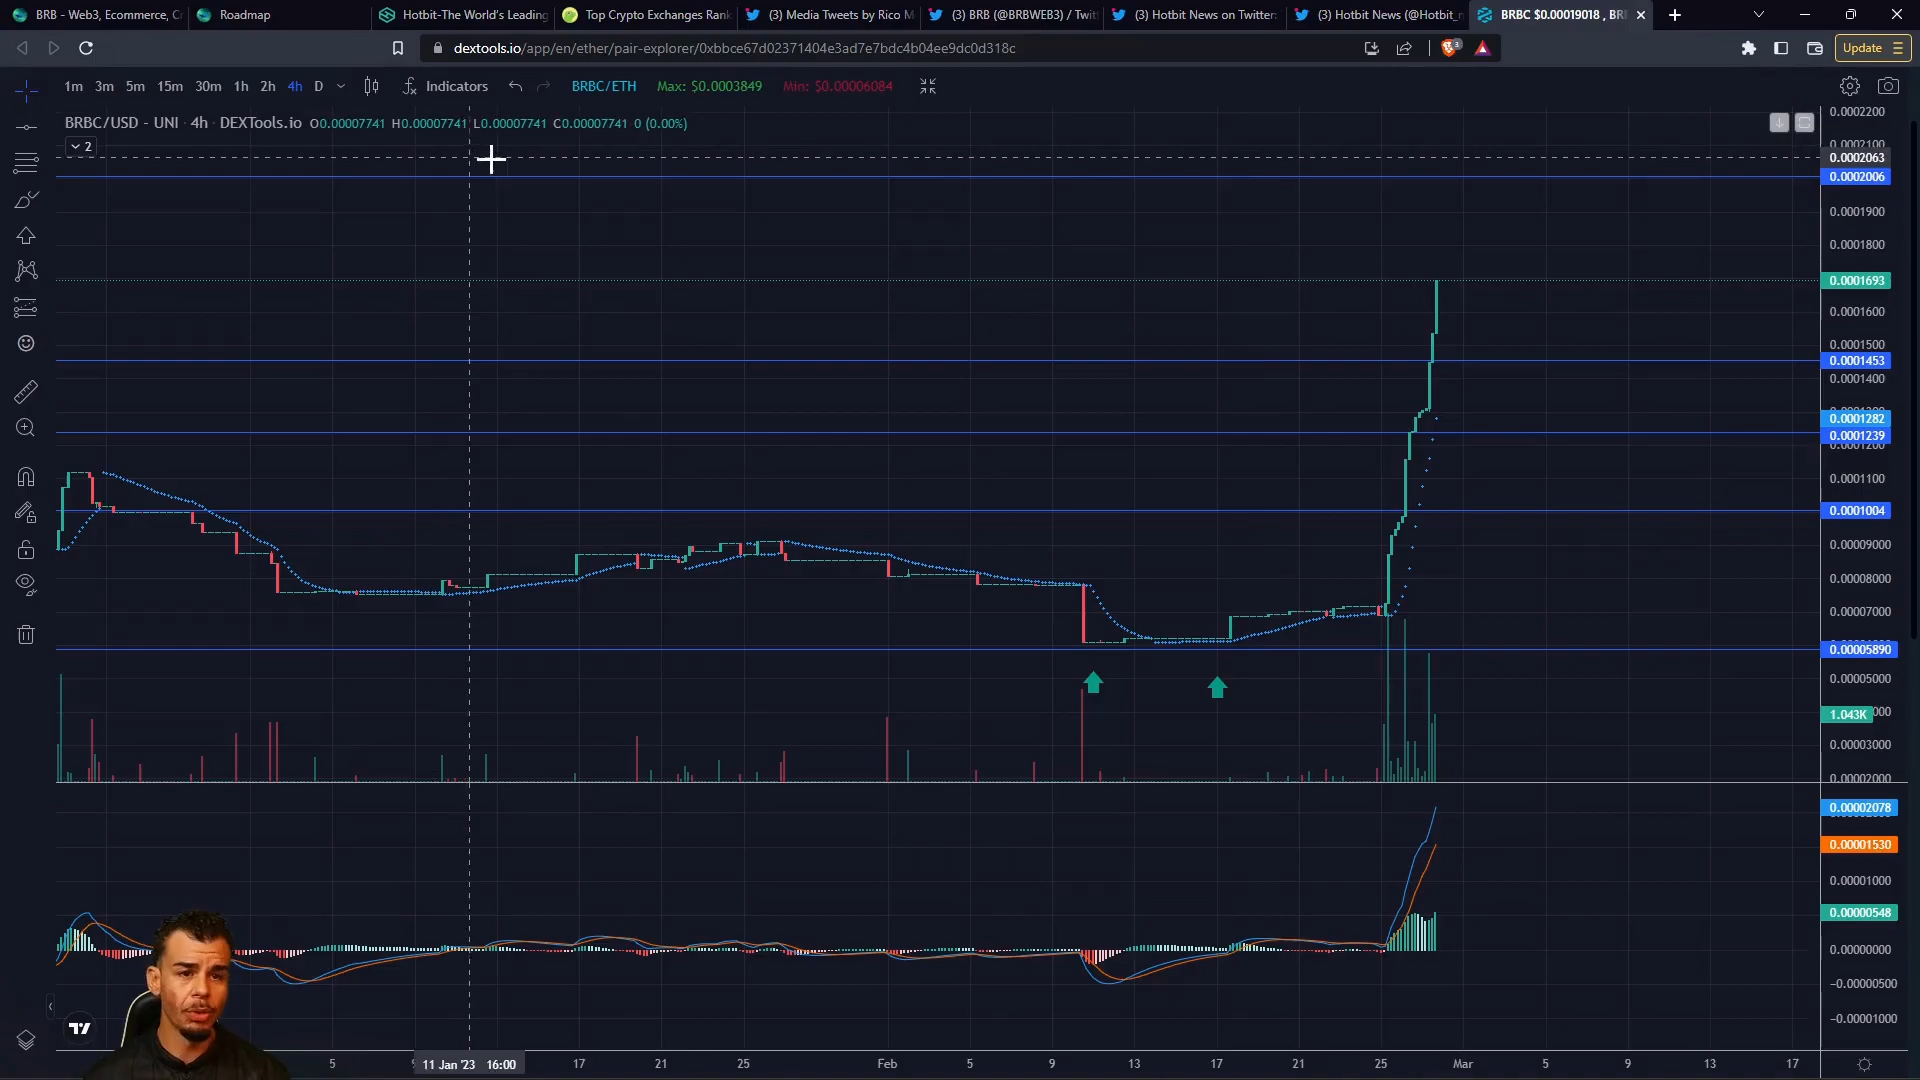 BRB - Web3, Ecommerce, Cr
Roadmap
Hotbit-The World's Leading
Top Crypto Exchanges Rank
(3) Media Tweets by Rico M
(3) BRB (@BRBWEB3) / Twit
(3) Hotbit News on Twitter:
(3) Hotbit News (@Hotbit_n
BRBC $0.00019018 , BR
dextools.io/app/en/ether/pair-explorer/0xbbce67d02371404e3ad7e7bdc4b04ee9dc0d318c
3
Update
1m 3m 5m 15m 30m 1h 2h 4h D
Indicators
BRBC/ETH Max: $0.0003849 Min: $0.00006084
BRBC/USD - UNI 4h DEXTools.io O0.00007741 H0.00007741 L0.00007741 C0.00007741 0 (0.00%)
2
0.0002200
0.0002100
0.0002063
0.0002006
0.0001900
0.0001800
0.0001693
0.0001600
0.0001500
0.0001453
0.0001400
0.0001282
0.0001239
0.0001100
0.0001004
0.00009000
0.00008000
0.00007000
0.00005890
0.00005000
1.043K
000
0.00003000
0.00002000
0.00002078
0.00001530
0.00001000
0.00000548
0.00000000
−0.00000500
−0.00001000
5
11 Jan '23 16:00
17
21
25
Feb
5
9
13
17
21
25
Mar
5
9
13
17